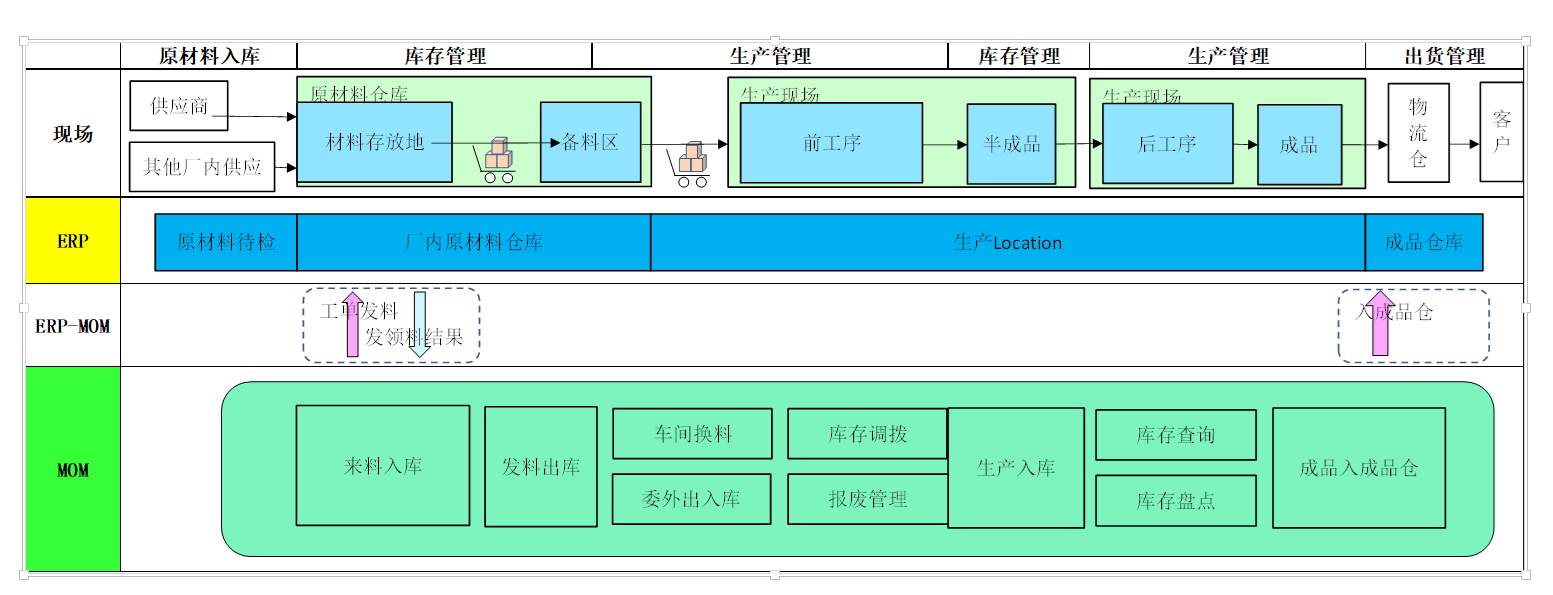 原材料入库
库存管理
生产管理
库存管理
生产管理
出货管理
现场
供应商
其他厂内供应
原材料仓库
材料存放地
备料区
生产现场
前工序
半成品
生产现场
后工序
成品
物
流
仓
客
户
ERP
原材料待检
厂内原材料仓库
生产Location
成品仓库
ERP-MOM
工单发料
发领料结果
入成品仓
MOM
来料入库
发料出库
车间换料
委外出入库
库存调拨
报废管理
生产入库
库存查询
库存盘点
成品入成品仓